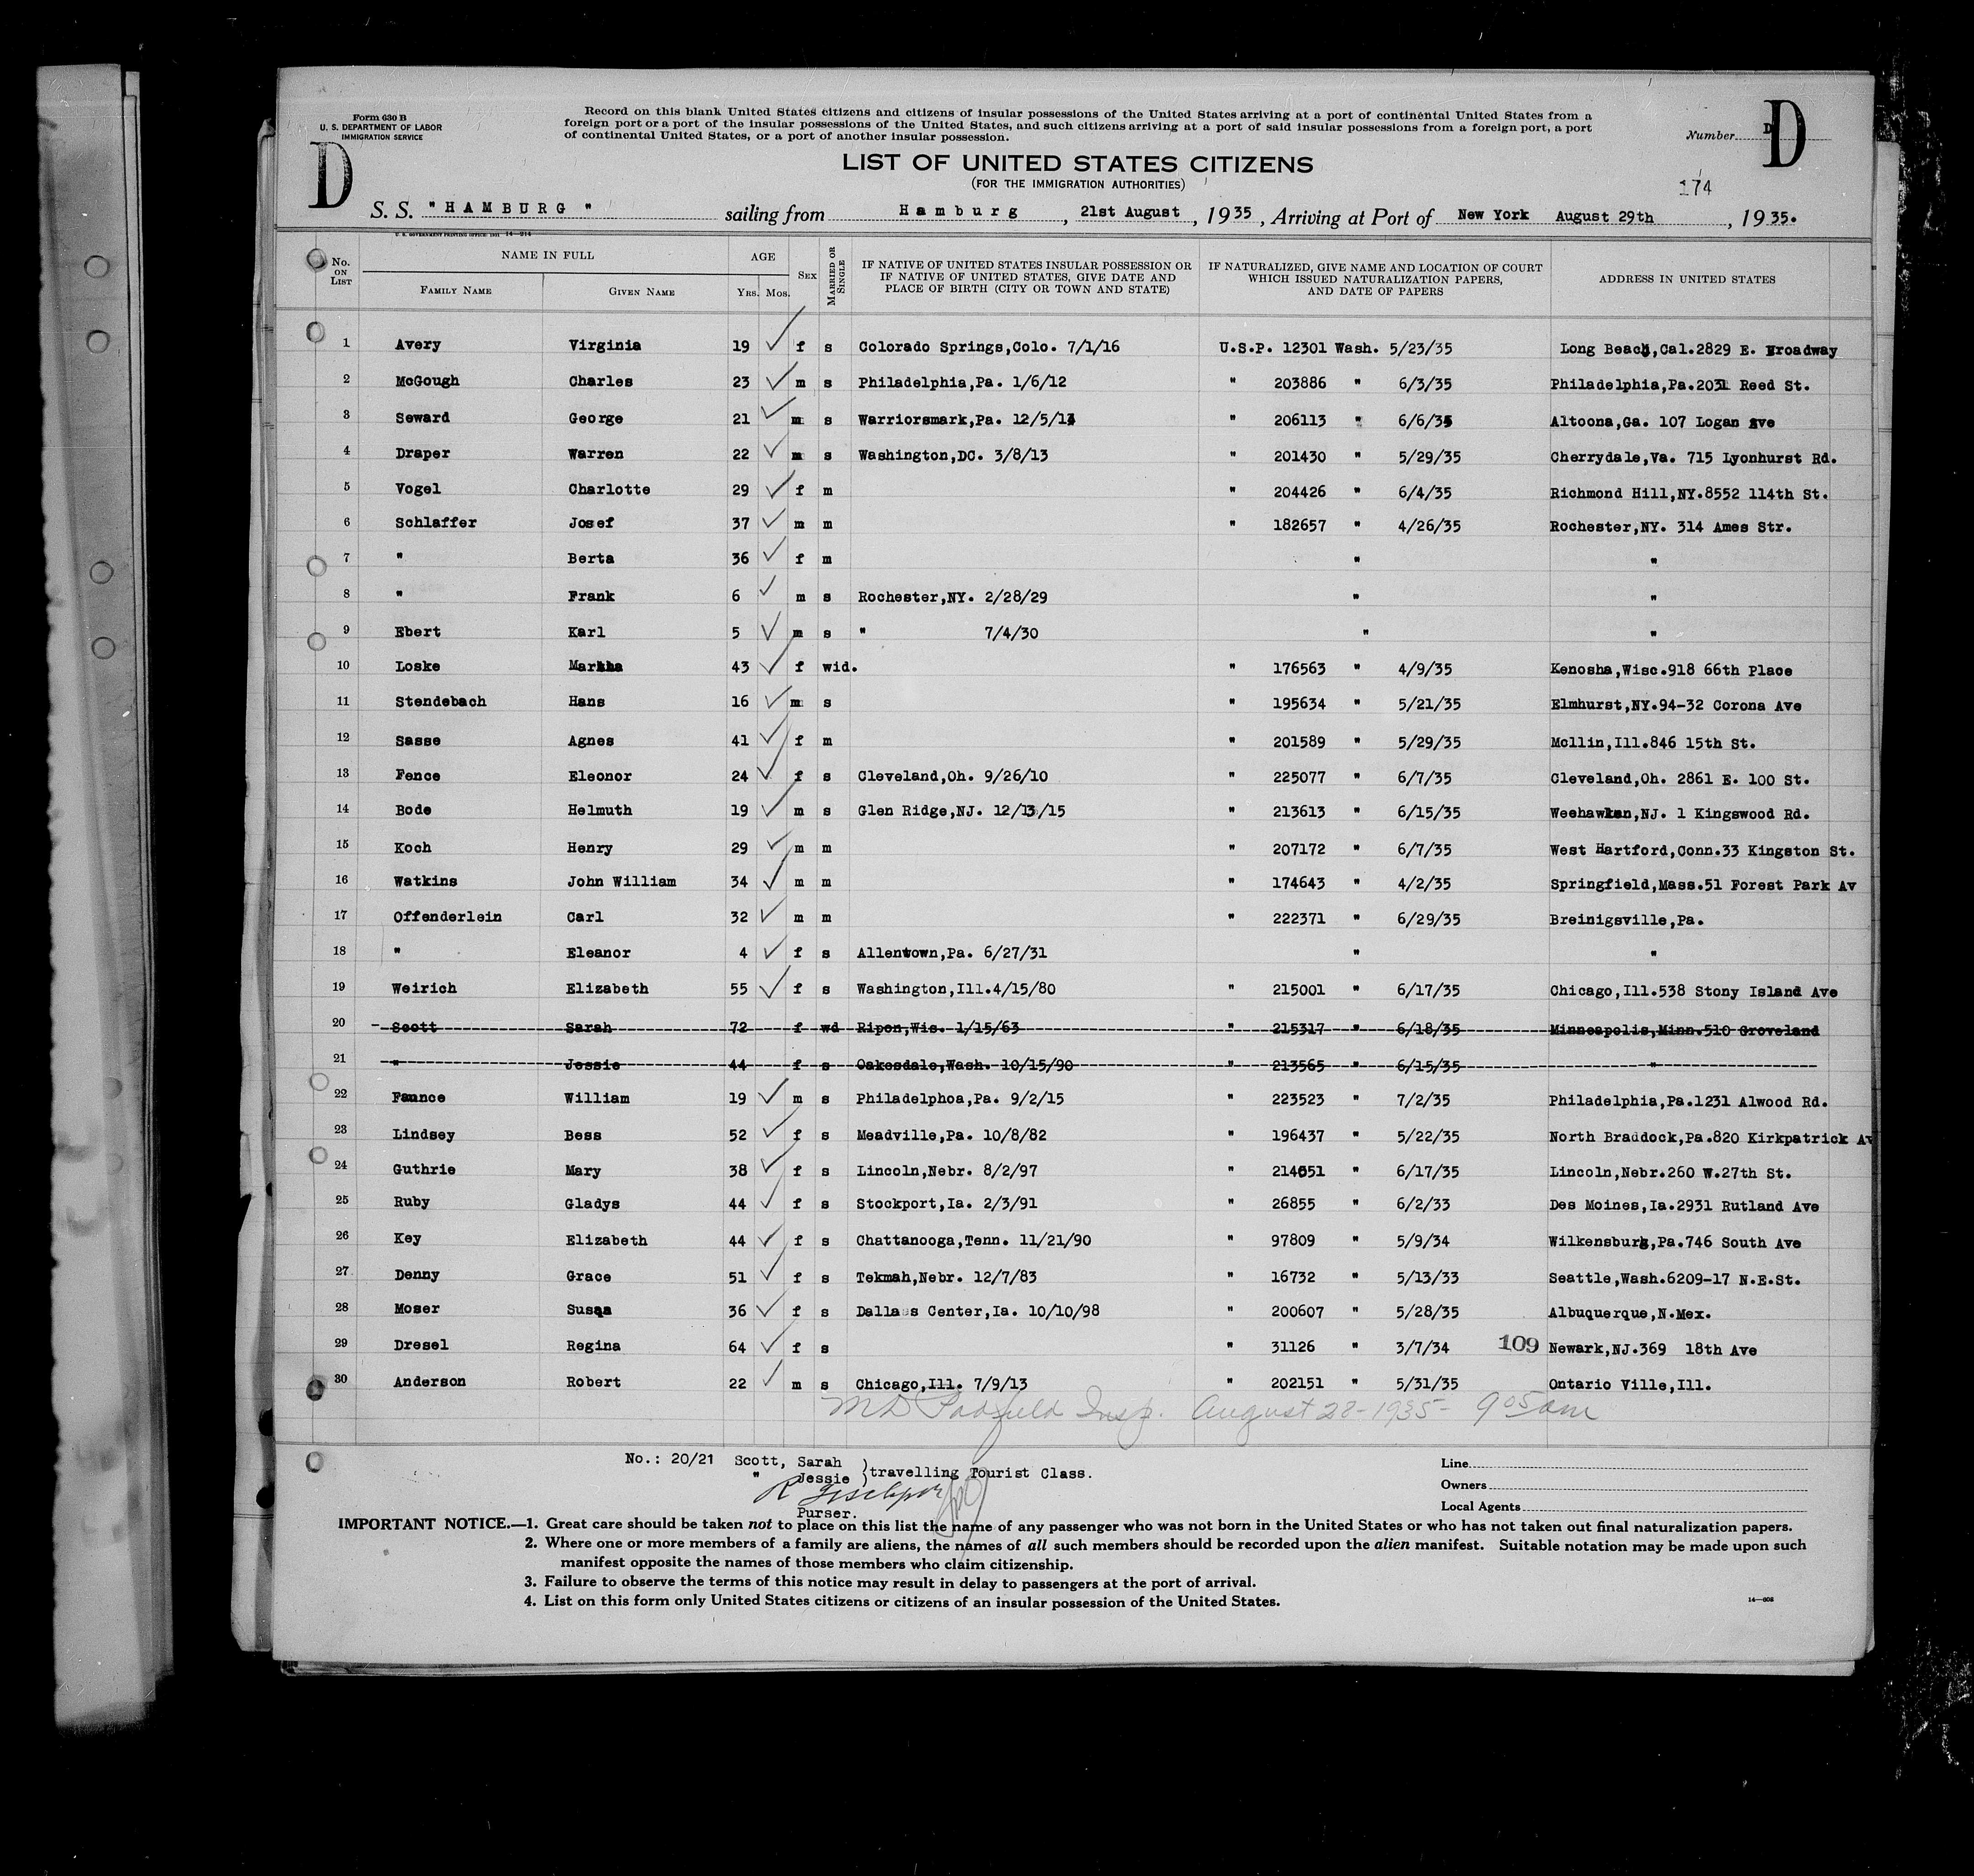 Form 630 B
U. S. DEPARTMENT OF LABOR
IMMIGRATION SERVICE
D
Record on this blank United States citizens and citizens of insular possessions of the United States arriving at a port of continental United States from a
foreign port or a port of the insular possessions of the United States, and such citizens arriving at a port of said insular possessions from a foreign port, a port
of continental United States, or a port of another insular possession.
Number D
D
LIST OF UNITED STATES CITIZENS
(FOR THE IMMIGRATION AUTHORITIES)
174
S. S. "HAMBURG" sailing from Hamburg, 21st August, 1935, Arriving at Port of New York August 29th, 1935.
U. S. GOVERNMENT PRINTING OFFICE: 1931 14—214
No. ON LIST NAME IN FULL FAMILY NAME GIVEN NAME AGE YRS. MOS. SEX MARRIED OR SINGLE IF NATIVE OF UNITED STATES INSULAR POSSESSION OR IF NATIVE OF UNITED STATES, GIVE DATE AND PLACE OF BIRTH (CITY OR TOWN AND STATE) IF NATURALIZED, GIVE NAME AND LOCATION OF COURT WHICH ISSUED NATURALIZATION PAPERS, AND DATE OF PAPERS ADDRESS IN UNITED STATES
1 Avery Virginia 19 f s Colorado Springs,Colo. 7/1/16 U.S.P. 12301 Wash. 5/23/35 Long Beach,Cal.2829 E. Broadway
2 McGough Charles 23 m s Philadelphia,Pa. 1/6/12 " 203886 " 6/3/35 Philadelphia,Pa.2031 Reed St.
3 Seward George 21 m s Warriorsmark,Pa. 12/5/13 " 206113 " 6/6/35 Altoona,Ga. 107 Logan Ave
4 Draper Warren 22 m s Washington,DC. 3/8/13 " 201430 " 5/29/35 Cherrydale,Va. 715 Lyonhurst Rd.
5 Vogel Charlotte 29 f m " 204426 " 6/4/35 Richmond Hill,NY.8552 114th St.
6 Schlaffer Josef 37 m m " 182657 " 4/26/35 Rochester,NY. 314 Ames Str.
7 " Berta 36 f m " "
8 " Frank 6 m s Rochester,NY. 2/28/29 " "
9 Ebert Karl 5 m s " 7/4/30 " "
10 Loske Martha 43 f wid. " 176563 " 4/9/35 Kenosha,Wisc.918 66th Place
11 Stendebach Hans 16 m s " 195634 " 5/21/35 Elmhurst,NY.94-32 Corona Ave
12 Sasse Agnes 41 f m " 201589 " 5/29/35 Mollin,Ill.846 15th St.
13 Fence Eleonor 24 f s Cleveland,Oh. 9/26/10 " 225077 " 6/7/35 Cleveland,Oh. 2861 E. 100 St.
14 Bode Helmuth 19 m s Glen Ridge,NJ. 12/13/15 " 213613 " 6/15/35 Weehawken,NJ. 1 Kingswood Rd.
15 Koch Henry 29 m m " 207172 " 6/7/35 West Hartford,Conn.33 Kingston St.
16 Watkins John William 34 m m " 174643 " 4/2/35 Springfield,Mass.51 Forest Park Av
17 Offenderlein Carl 32 m m " 222371 " 6/29/35 Breinigsville,Pa.
18 " Eleanor 4 f s Allentown,Pa. 6/27/31 " "
19 Weirich Elizabeth 55 f s Washington,Ill.4/15/80 " 215001 " 6/17/35 Chicago,Ill.538 Stony Island Ave
20 Scott Sarah 72 f wd Ripon,Wis. 1/15/63 " 215317 " 6/18/35 Minneapolis,Minn.510 Groveland
21 " Jessie 44 f s Oakesdale,Wash. 10/15/90 " 213565 " 6/15/35 "
22 Faunce William 19 m s Philadelphoa,Pa. 9/2/15 " 223523 " 7/2/35 Philadelphia,Pa.1231 Alwood Rd.
23 Lindsey Bess 52 f s Meadville,Pa. 10/8/82 " 196437 " 5/22/35 North Braddock,Pa.820 Kirkpatrick Av
24 Guthrie Mary 38 f s Lincoln,Nebr. 8/2/97 " 214651 " 6/17/35 Lincoln,Nebr.260 W.27th St.
25 Ruby Gladys 44 f s Stockport,Ia. 2/3/91 " 26855 " 6/2/33 Des Moines,Ia.2931 Rutland Ave
26 Key Elizabeth 44 f s Chattanooga,Tenn. 11/21/90 " 97809 " 5/9/34 Wilkensburg,Pa.746 South Ave
27 Denny Grace 51 f s Tekmah,Nebr. 12/7/83 " 16732 " 5/13/33 Seattle,Wash.6209-17 N.E.St.
28 Moser Susan 36 f s Dallas Center,Ia. 10/10/98 " 200607 " 5/28/35 Albuquerque,N.Mex.
29 Dresel Regina 64 f s " 31126 " 3/7/34 109 Newark,NJ.369 18th Ave
30 Anderson Robert 22 m s Chicago,Ill. 7/9/13 " 202151 " 5/31/35 Ontario Ville,Ill.
Insp. August 28-1935- 9 05 am
No.: 20/21 Scott, Sarah )
" Jessie ) travelling Tourist Class.
Purser.
Line
Owners
Local Agents
IMPORTANT NOTICE.—1. Great care should be taken not to place on this list the name of any passenger who was not born in the United States or who has not taken out final naturalization papers.
2. Where one or more members of a family are aliens, the names of all such members should be recorded upon the alien manifest. Suitable notation may be made upon such
manifest opposite the names of those members who claim citizenship.
3. Failure to observe the terms of this notice may result in delay to passengers at the port of arrival.
4. List on this form only United States citizens or citizens of an insular possession of the United States.
14—608